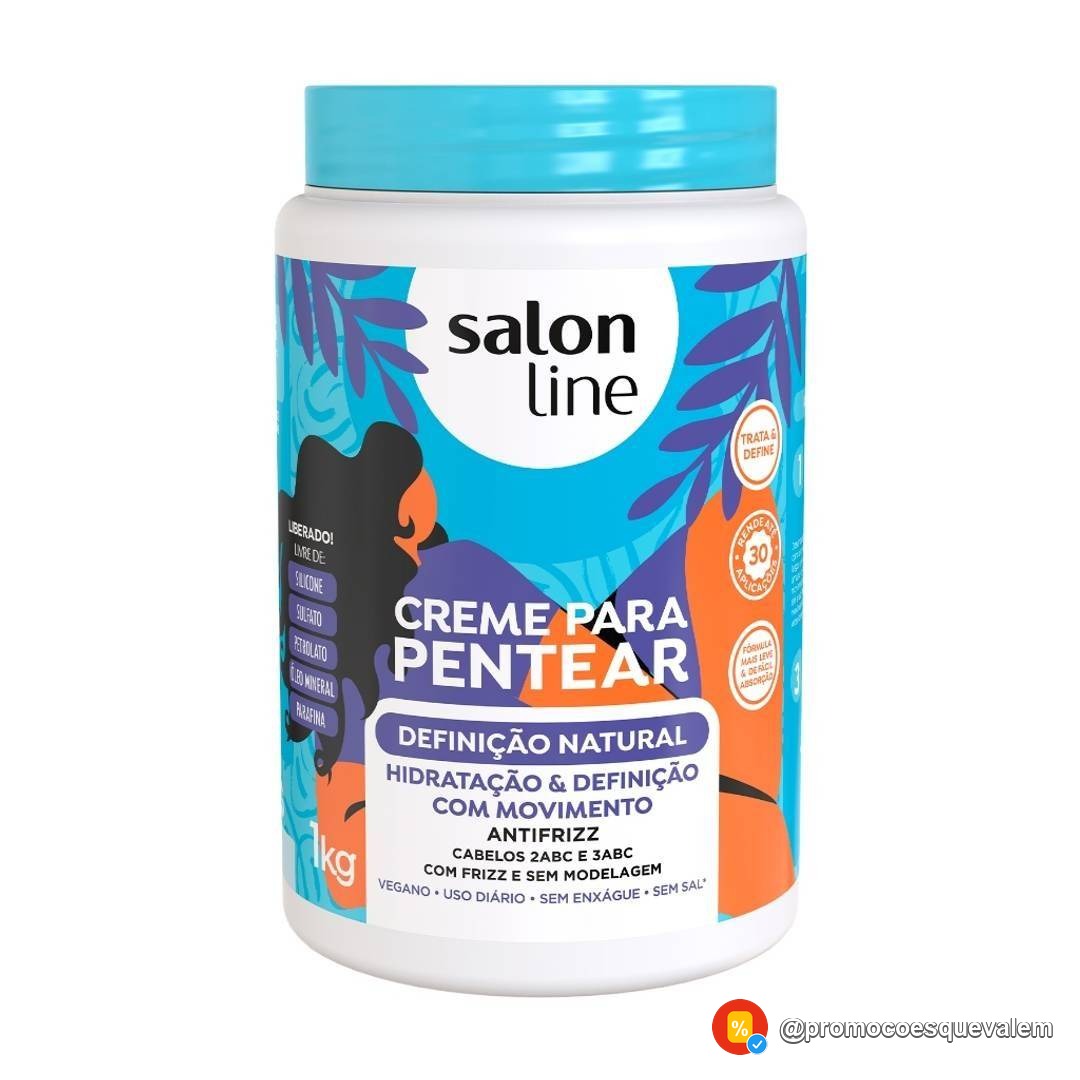 salon
line
TRATA &
DEFINE
RENDE ATÉ
30
APLICAÇÕES
FÓRMULA
MAIS LEVE
& DE FÁCIL
ABSORÇÃO
LIBERADO!
LIVRE DE:
SILICONE
SULFATO
PETROLATO
ÓLEO MINERAL
PARAFINA
CREME PARA
PENTEAR
DEFINIÇÃO NATURAL
HIDRATAÇÃO & DEFINIÇÃO
COM MOVIMENTO
ANTIFRIZZ
CABELOS 2ABC E 3ABC
COM FRIZZ E SEM MODELAGEM
VEGANO • USO DIÁRIO • SEM ENXÁGUE • SEM SAL*
1kg
1
3
%
@promocoesquevalem